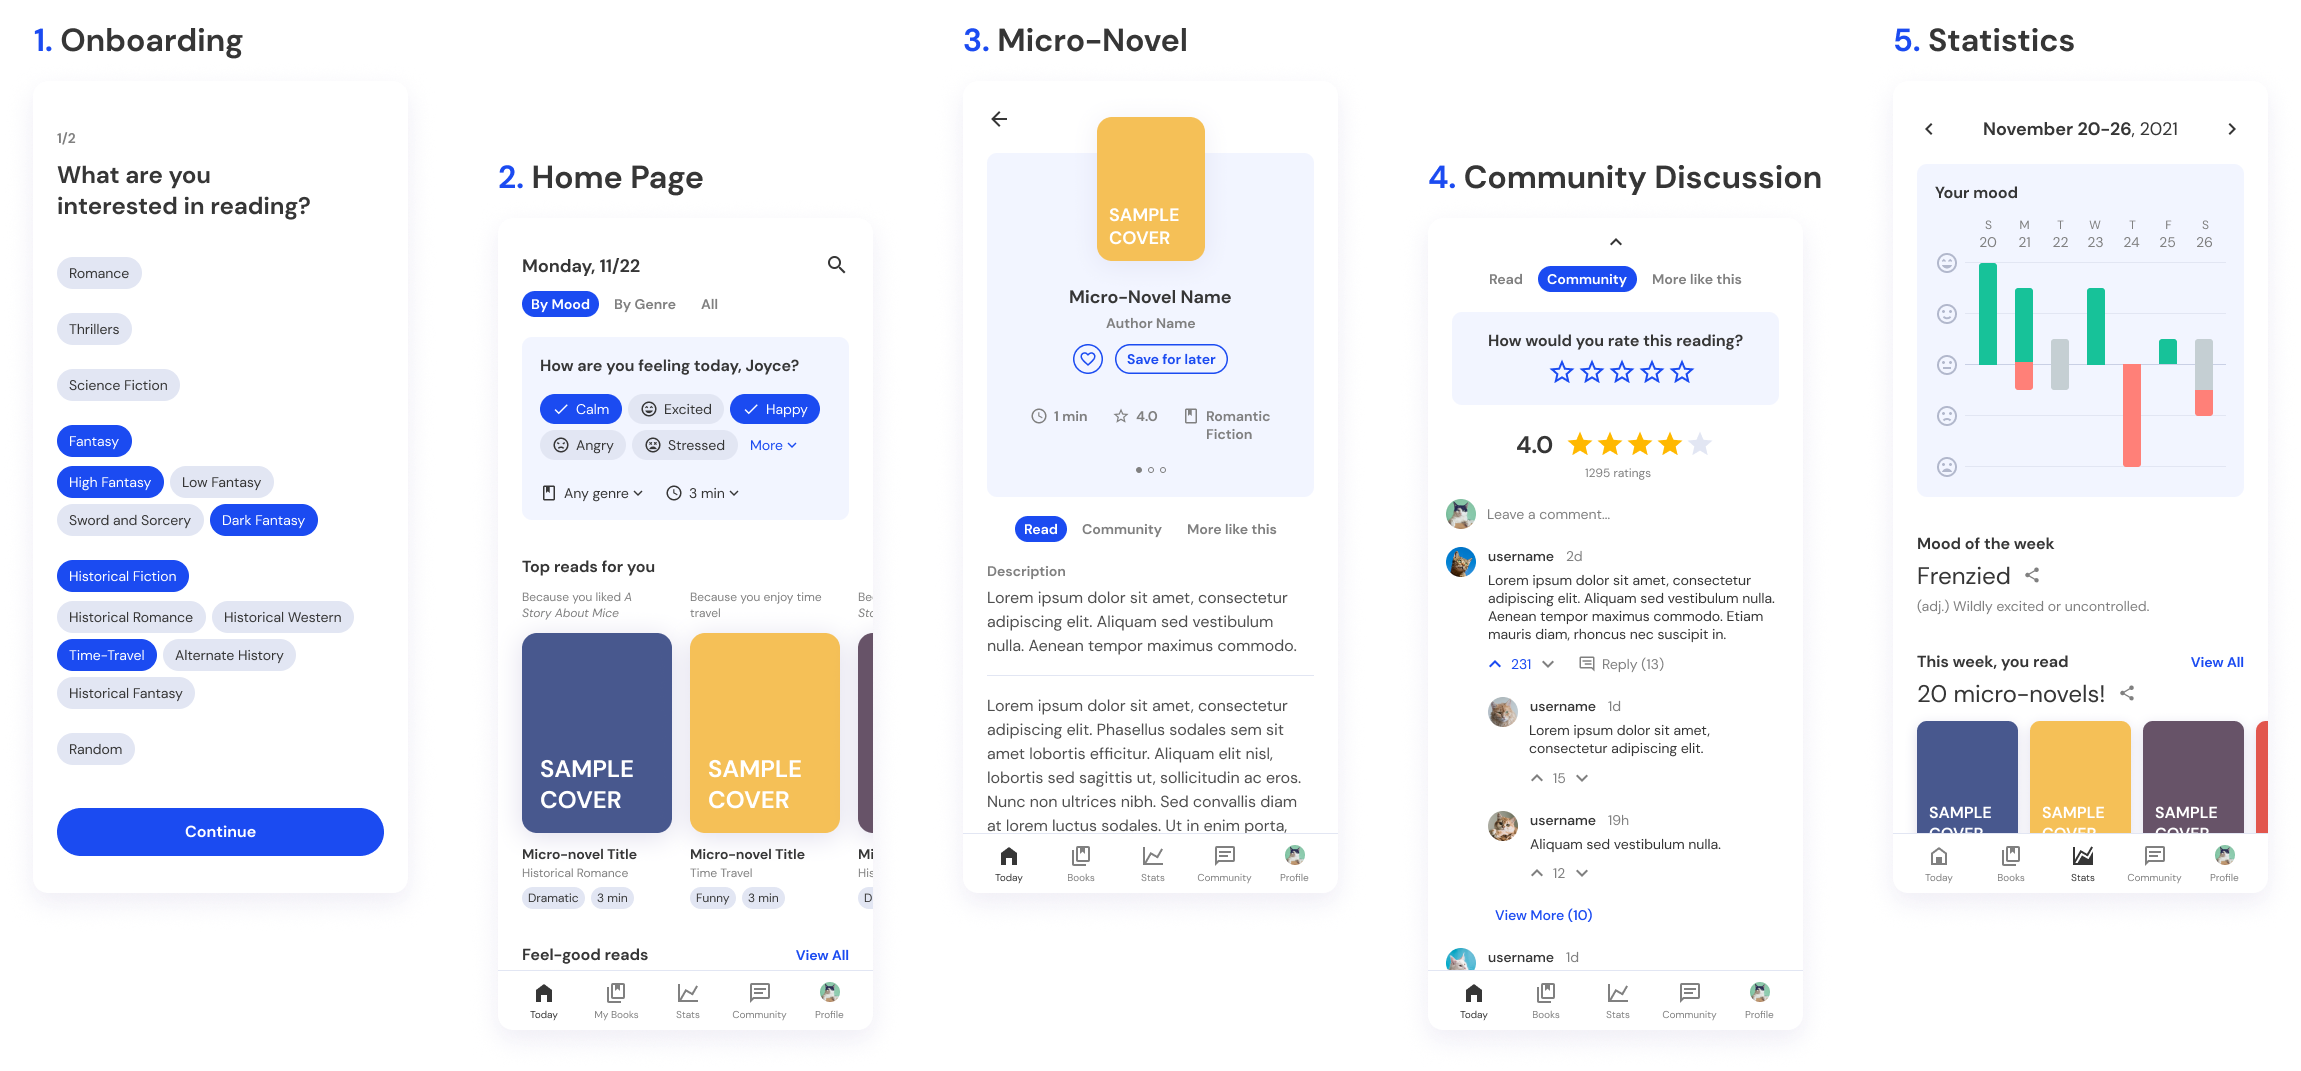 1. Onboarding
1/2
What are you
interested in reading?
Romance
Thrillers
Science Fiction
Fantasy
High Fantasy Low Fantasy
Sword and Sorcery Dark Fantasy
Historical Fiction
Historical Romance Historical Western
Time-Travel Alternate History
Historical Fantasy
Random
Continue
2. Home Page
Monday, 11/22
By Mood By Genre All
How are you feeling today, Joyce?
Calm Excited Happy
Angry Stressed More
Any genre 3 min
Top reads for you
Because you liked A
Story About Mice
Because you enjoy time
travel
SAMPLE
COVER
SAMPLE
COVER
Micro-novel Title
Historical Romance
Dramatic 3 min
Micro-novel Title
Time Travel
Funny 3 min
Feel-good reads View All
Today My Books Stats Community Profile
3. Micro-Novel
SAMPLE
COVER
Micro-Novel Name
Author Name
Save for later
1 min 4.0 Romantic
Fiction
Read Community More like this
Description
Lorem ipsum dolor sit amet, consectetur
adipiscing elit. Aliquam sed vestibulum
nulla. Aenean tempor maximus commodo.
Lorem ipsum dolor sit amet, consectetur
adipiscing elit. Phasellus sodales sem sit
amet lobortis efficitur. Aliquam elit nisl,
lobortis sed sagittis ut, sollicitudin ac eros.
Nunc non ultrices nibh. Sed convallis diam
at lorem luctus sodales. Ut in enim porta,
Today Books Stats Community Profile
4. Community Discussion
Read Community More like this
How would you rate this reading?
4.0
1295 ratings
Leave a comment...
username 2d
Lorem ipsum dolor sit amet, consectetur
adipiscing elit. Aliquam sed vestibulum nulla.
Aenean tempor maximus commodo. Etiam
mauris diam, rhoncus nec suscipit in.
231 Reply (13)
username 1d
Lorem ipsum dolor sit amet,
consectetur adipiscing elit.
15
username 19h
Aliquam sed vestibulum nulla.
12
View More (10)
username 1d
Today Books Stats Community Profile
5. Statistics
November 20-26, 2021
Your mood
S M T W T F S
20 21 22 23 24 25 26
Mood of the week
Frenzied
(adj.) Wildly excited or uncontrolled.
This week, you read View All
20 micro-novels!
SAMPLE
COVER
SAMPLE
COVER
SAMPLE
COVER
Today Books Stats Community Profile